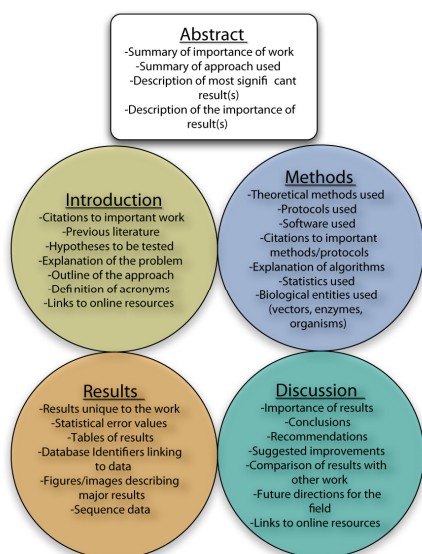 Abstract
-Summary of importance of work
-Summary of approach used
-Description of most signifi cant
result(s)
-Description of the importance of
result(s)
Introduction
-Citations to important work
-Previous literature
-Hypotheses to be tested
-Explanation of the problem
-Outline of the approach
-Definition of acronyms
-Links to online resources
Methods
-Theoretical methods used
-Protocols used
-Software used
-Citations to important
methods/protocols
-Explanation of algorithms
-Statistics used
-Biological entities used
(vectors, enzymes,
organisms)
Results
-Results unique to the work
-Statistical error values
-Tables of results
-Database Identifiers linking
to data
-Figures/images describing
major results
-Sequence data
Discussion
-Importance of results
-Conclusions
-Recommendations
-Suggested improvements
-Comparison of results with
other work
-Future directions for the
field
-Links to online resources